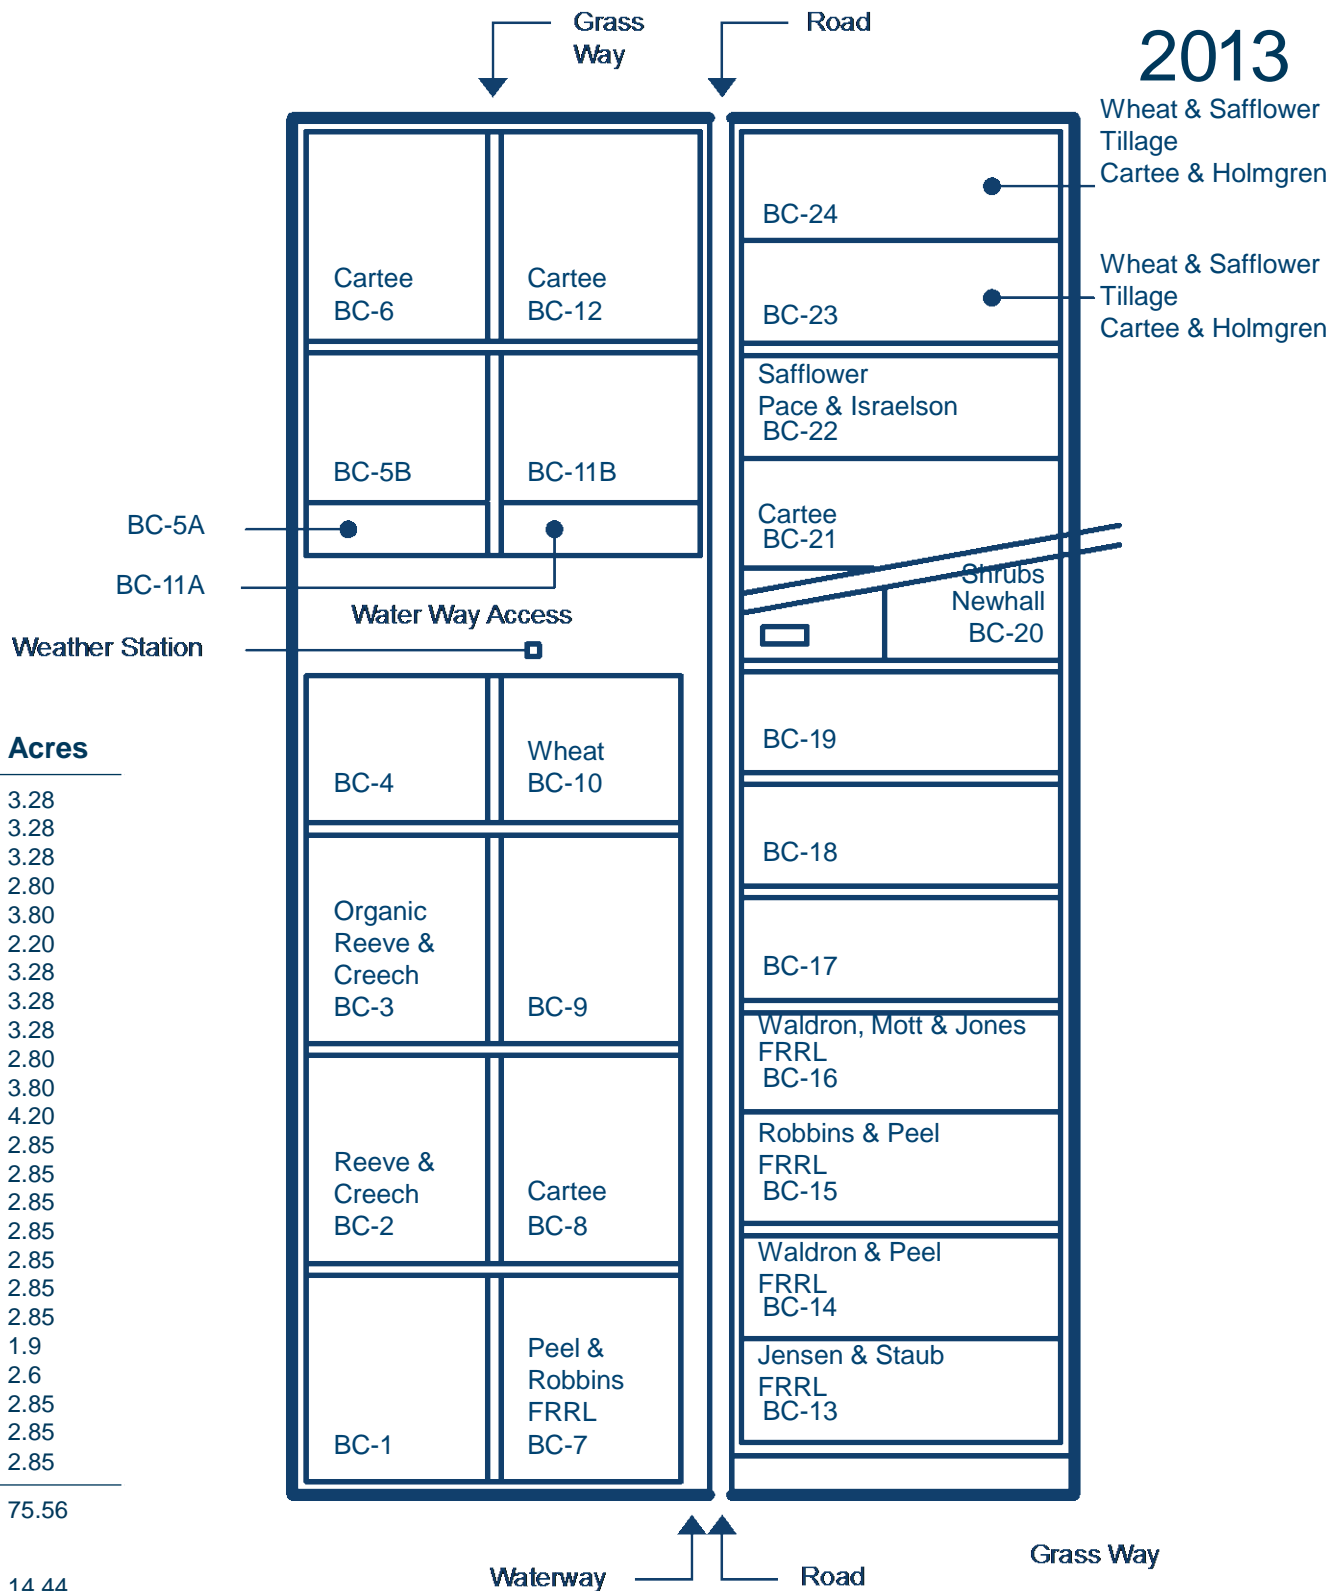 Grass
Way
Road
2013
Wheat & Safflower
Tillage
Cartee & Holmgren
BC-24
Wheat & Safflower
Tillage
Cartee & Holmgren
BC-23
Cartee
BC-6
Cartee
BC-12
Safflower
Pace & Israelson
BC-22
BC-5B
BC-11B
Cartee
BC-21
BC-5A
BC-11A
Water Way Access
Weather Station
Shrubs
Newhall
BC-20
BC-4
Wheat
BC-10
BC-19
BC-18
Organic
Reeve &
Creech
BC-3
BC-9
BC-17
Waldron, Mott & Jones
FRRL
BC-16
Reeve &
Creech
BC-2
Cartee
BC-8
Robbins & Peel
FRRL
BC-15
Waldron & Peel
FRRL
BC-14
BC-1
Peel &
Robbins
FRRL
BC-7
Jensen & Staub
FRRL
BC-13
Acres
3.28
3.28
3.28
2.80
3.80
2.20
3.28
3.28
3.28
2.80
3.80
4.20
2.85
2.85
2.85
2.85
2.85
2.85
2.85
1.9
2.6
2.85
2.85
2.85
75.56
14.44
Waterway
Road
Grass Way